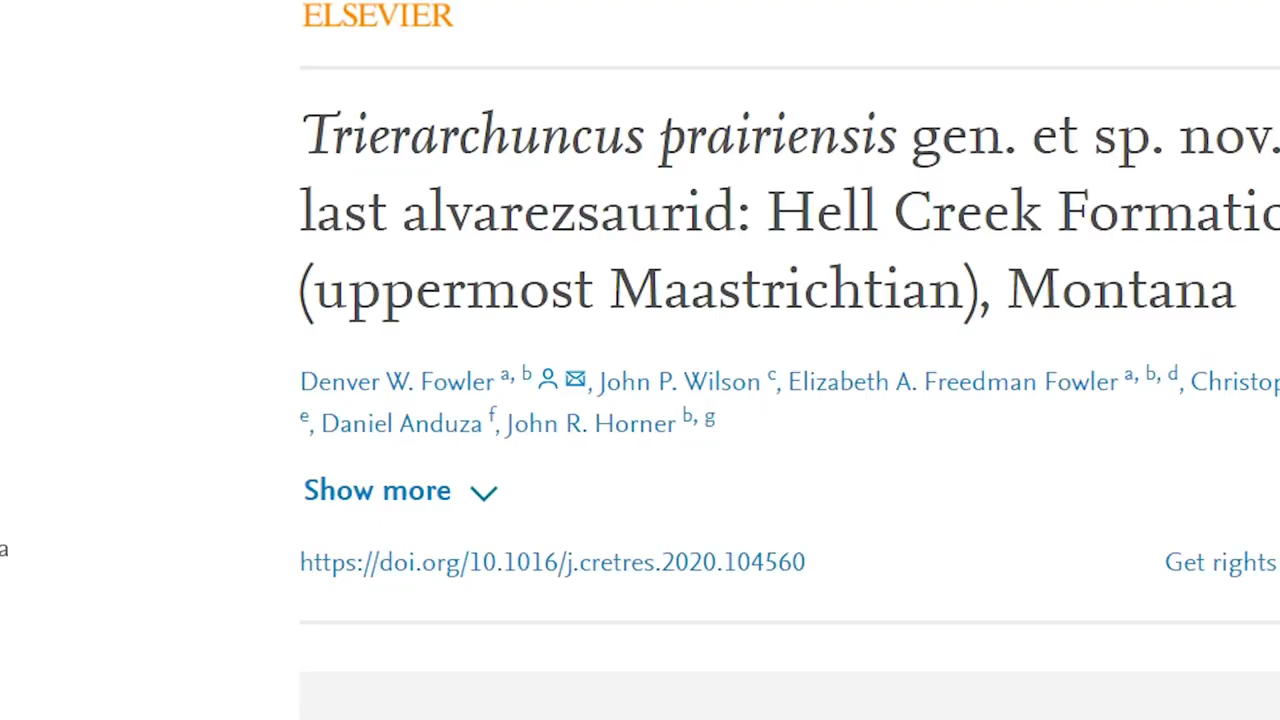 ELSEVIER
Trierarchuncus prairiensis gen. et sp. nov.
last alvarezsaurid: Hell Creek Formatio
(uppermost Maastrichtian), Montana
Denver W. Fowler a, b, John P. Wilson c, Elizabeth A. Freedman Fowler a, b, d, Christop
e, Daniel Anduza f, John R. Horner b, g
Show more
a
https://doi.org/10.1016/j.cretres.2020.104560
Get rights